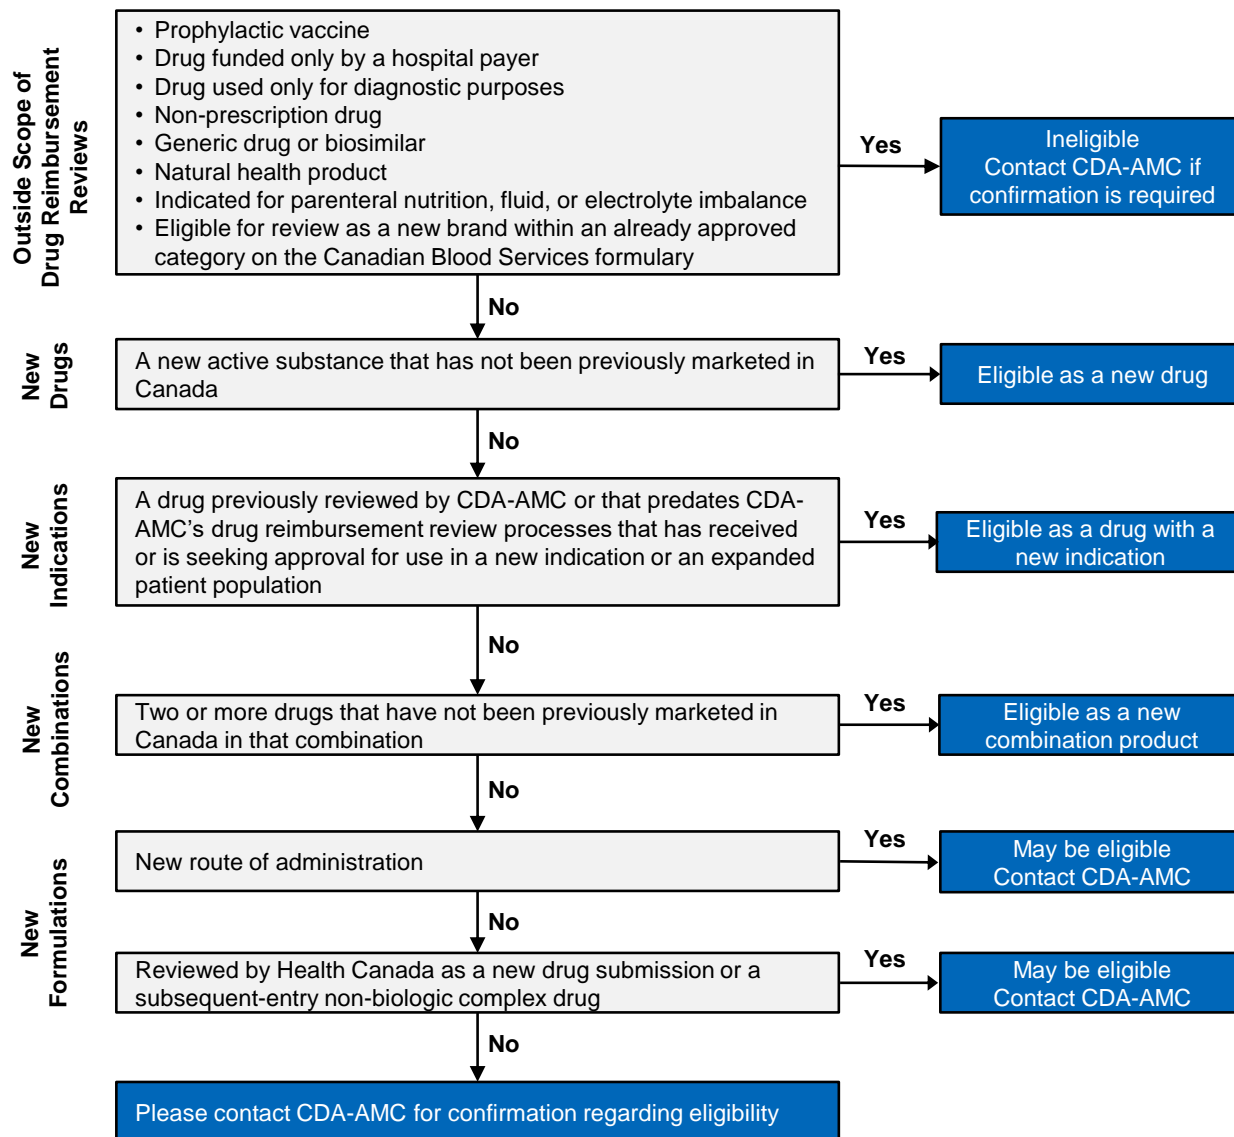 Outside Scope of
Drug Reimbursement
Reviews
• Prophylactic vaccine
• Drug funded only by a hospital payer
• Drug used only for diagnostic purposes
• Non-prescription drug
• Generic drug or biosimilar
• Natural health product
• Indicated for parenteral nutrition, fluid, or electrolyte imbalance
• Eligible for review as a new brand within an already approved
category on the Canadian Blood Services formulary
Yes
Ineligible
Contact CDA-AMC if
confirmation is required
No
New
Drugs
A new active substance that has not been previously marketed in
Canada
Yes
Eligible as a new drug
No
New
Indications
A drug previously reviewed by CDA-AMC or that predates CDA-
AMC’s drug reimbursement review processes that has received
or is seeking approval for use in a new indication or an expanded
patient population
Yes
Eligible as a drug with a
new indication
No
New
Combinations
Two or more drugs that have not been previously marketed in
Canada in that combination
Yes
Eligible as a new
combination product
No
New
Formulations
New route of administration
Yes
May be eligible
Contact CDA-AMC
No
Reviewed by Health Canada as a new drug submission or a
subsequent-entry non-biologic complex drug
Yes
May be eligible
Contact CDA-AMC
No
Please contact CDA-AMC for confirmation regarding eligibility